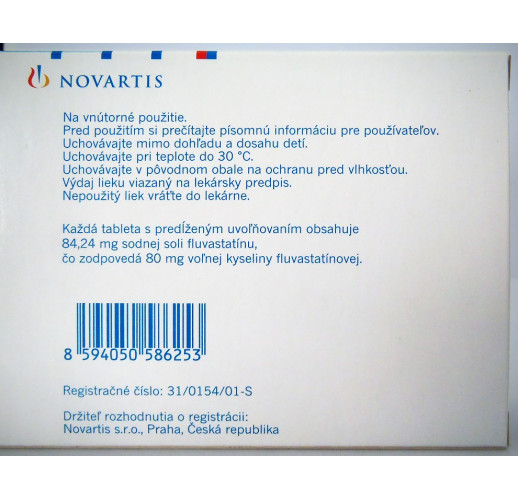 NOVARTIS
Na vnútorné použitie.
Pred použitím si prečítajte písomnú informáciu pre používateľov.
Uchovávajte mimo dohľadu a dosahu detí.
Uchovávajte pri teplote do 30 °C.
Uchovávajte v pôvodnom obale na ochranu pred vlhkosťou.
Výdaj lieku viazaný na lekársky predpis.
Nepoužitý liek vráťte do lekárne.
Každá tableta s predĺženým uvoľňovaním obsahuje
84,24 mg sodnej soli fluvastatínu,
čo zodpovedá 80 mg voľnej kyseliny fluvastatínovej.
8 594050 586253
Registračné číslo: 31/0154/01-S
Držiteľ rozhodnutia o registrácii:
Novartis s.r.o., Praha, Česká republika